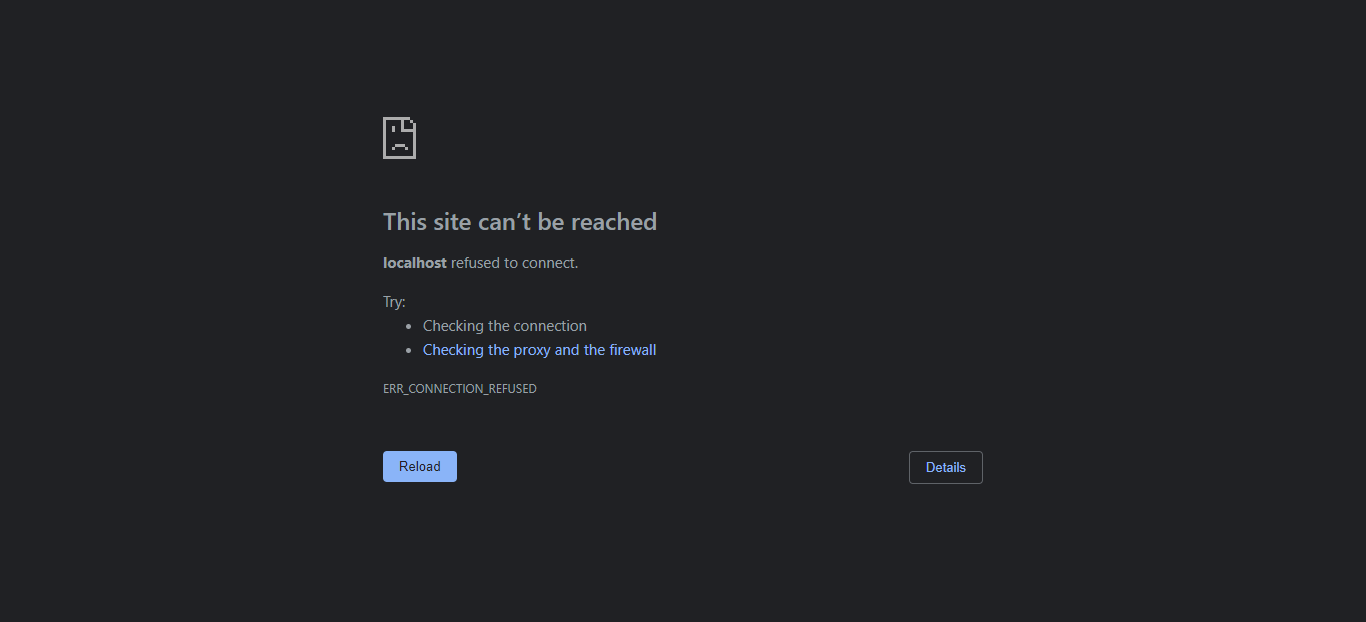 This site can’t be reached
localhost refused to connect.
Try:
Checking the connection
Checking the proxy and the firewall
ERR_CONNECTION_REFUSED
Reload
Details